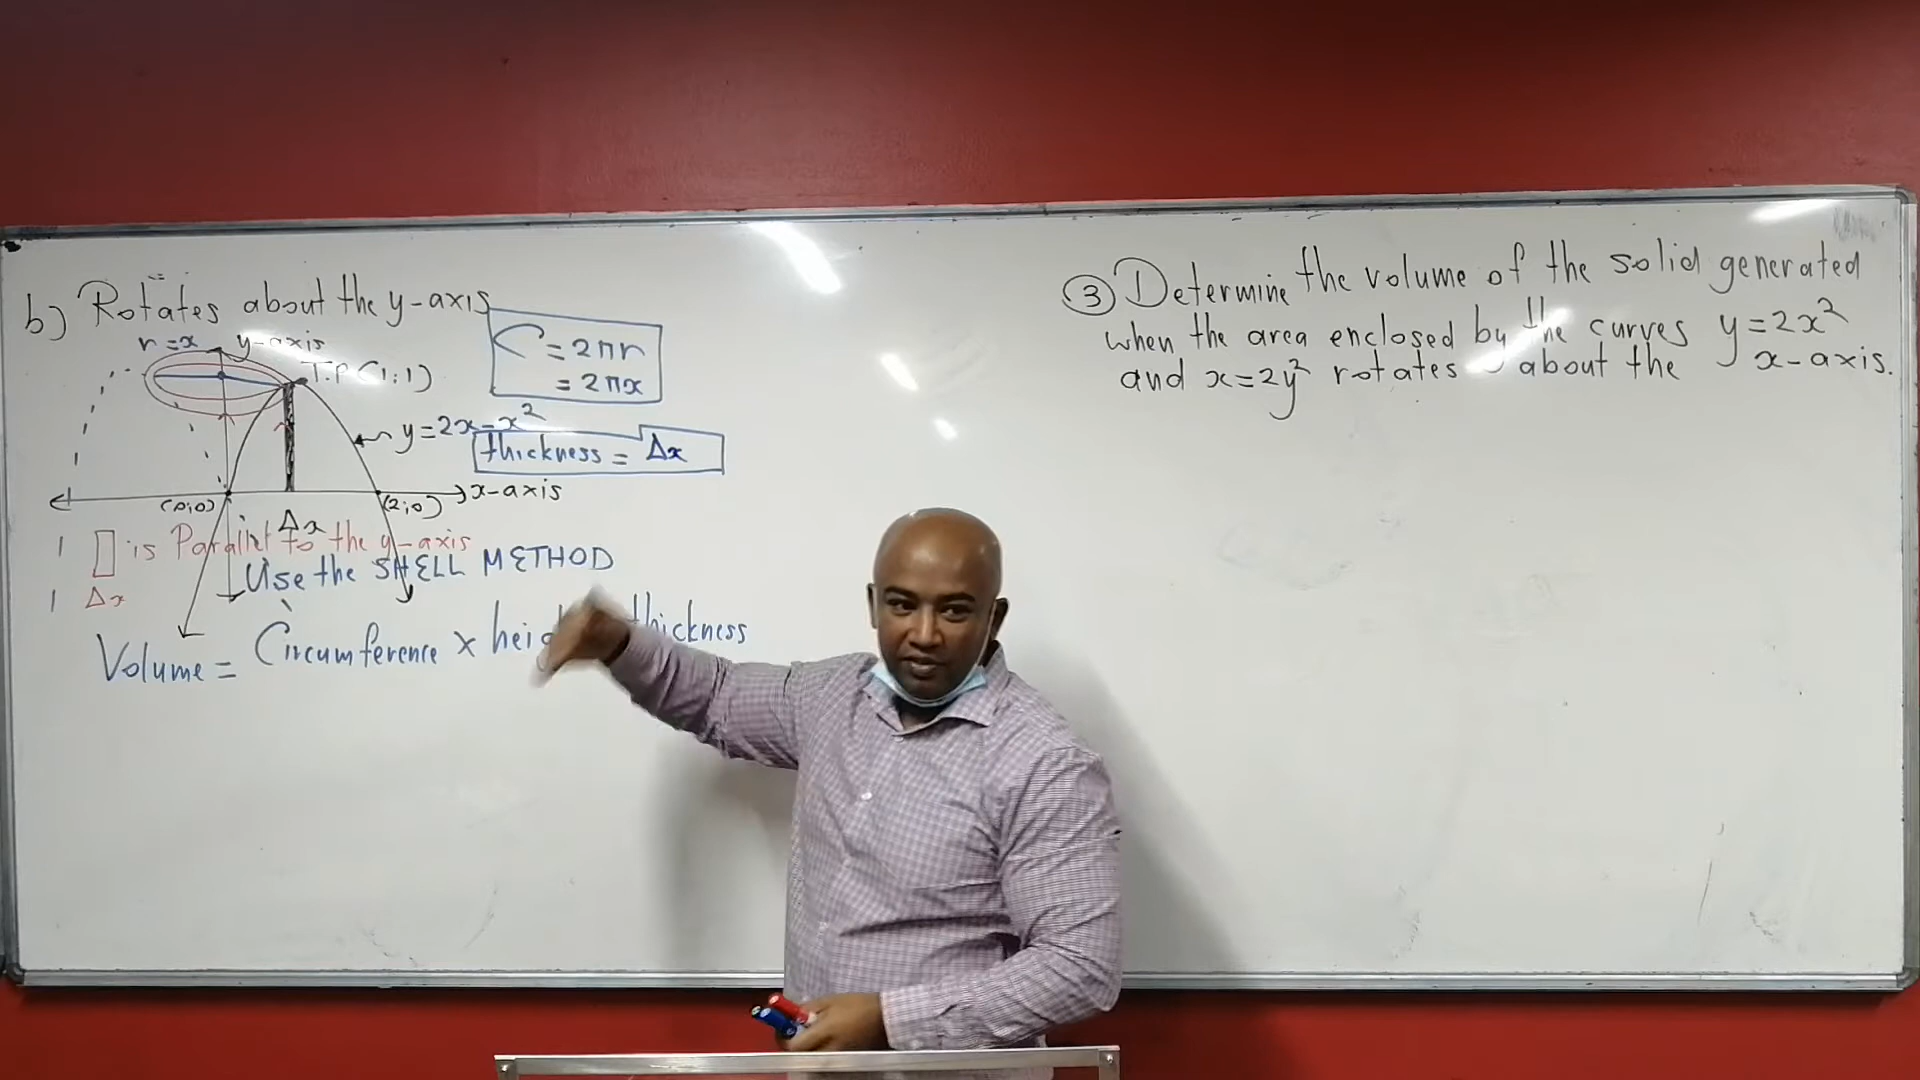 b) Rotates about the y-axis
r = x
y-axis
T.P (1;1)
C = 2πr
= 2πx
y = 2x - x²
thickness = Δx
x-axis
(0;0)
(2;0)
Δx
▯ is Parallel to the y-axis
Δx
Use the SHELL METHOD
Volume = Circumference × thickness
③ Determine the volume of the solid generated
when the area enclosed by the curves y = 2x²
and x = 2y² rotates about the x-axis.